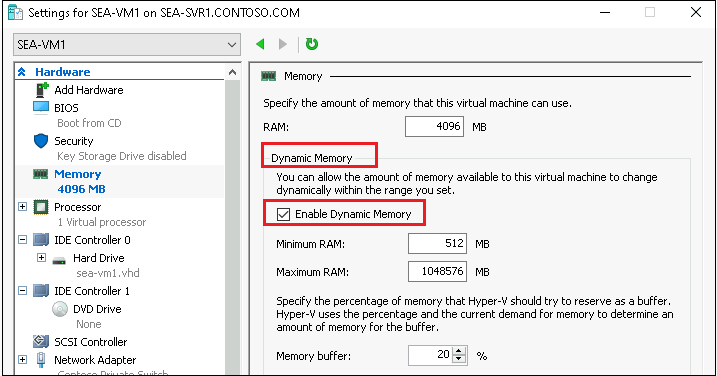 Settings for SEA-VM1 on SEA-SVR1.CONTOSO.COM
SEA-VM1
Hardware
Add Hardware
BIOS
Boot from CD
Security
Key Storage Drive disabled
Memory
4096 MB
Processor
1 Virtual processor
IDE Controller 0
Hard Drive
sea-vm1.vhd
IDE Controller 1
DVD Drive
None
SCSI Controller
Network Adapter
Contoso Private Switch
Memory
Specify the amount of memory that this virtual machine can use.
RAM: 4096 MB
Dynamic Memory
You can allow the amount of memory available to this virtual machine to change
dynamically within the range you set.
Enable Dynamic Memory
Minimum RAM: 512 MB
Maximum RAM: 1048576 MB
Specify the percentage of memory that Hyper-V should try to reserve as a buffer.
Hyper-V uses the percentage and the current demand for memory to determine an
amount of memory for the buffer.
Memory buffer: 20 %